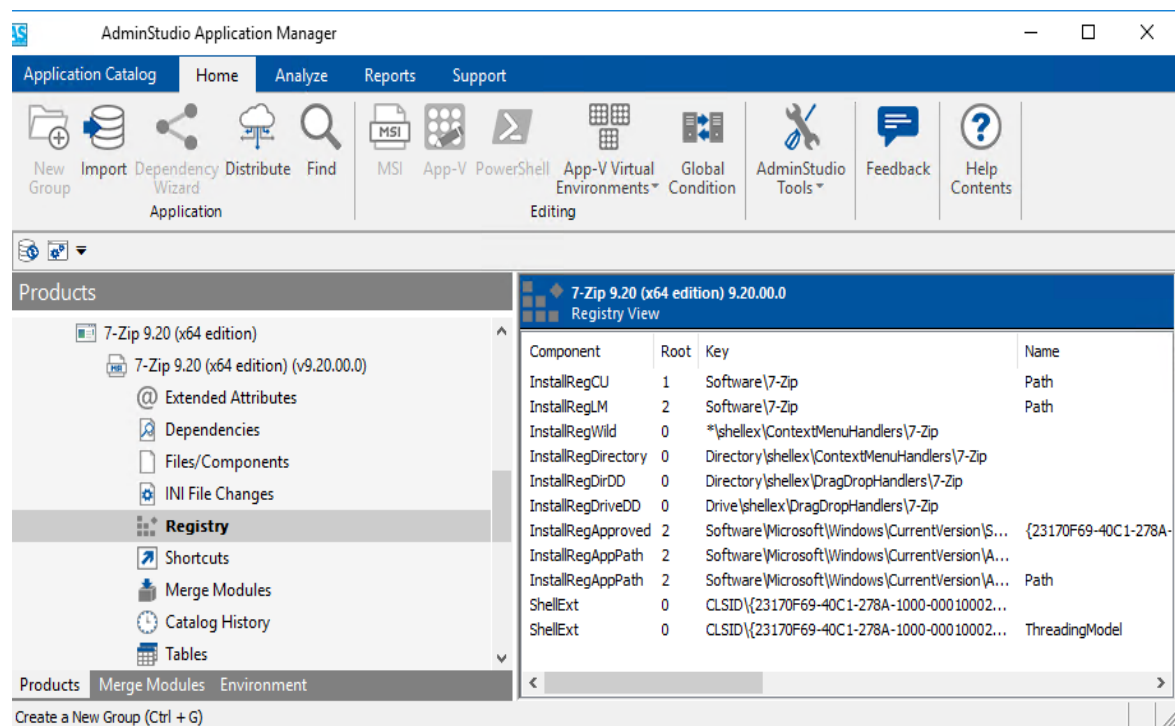 AS AdminStudio Application Manager
Application Catalog Home Analyze Reports Support
New Group Import Dependency Wizard Distribute Find MSI MSI App-V PowerShell App-V Virtual Environments Global Condition AdminStudio Tools Feedback Help Contents
Application Editing
Products
7-Zip 9.20 (x64 edition)
7-Zip 9.20 (x64 edition) (v9.20.00.0)
Extended Attributes
Dependencies
Files/Components
INI File Changes
Registry
Shortcuts
Merge Modules
Catalog History
Tables
Products Merge Modules Environment
Create a New Group (Ctrl + G)
7-Zip 9.20 (x64 edition) 9.20.00.0
Registry View
Component Root Key Name
InstallRegCU 1 Software\7-Zip Path
InstallRegLM 2 Software\7-Zip Path
InstallRegWild 0 *\shellex\ContextMenuHandlers\7-Zip
InstallRegDirectory 0 Directory\shellex\ContextMenuHandlers\7-Zip
InstallRegDirDD 0 Directory\shellex\DragDropHandlers\7-Zip
InstallRegDriveDD 0 Drive\shellex\DragDropHandlers\7-Zip
InstallRegApproved 2 Software\Microsoft\Windows\CurrentVersion\S... {23170F69-40C1-278A-
InstallRegAppPath 2 Software\Microsoft\Windows\CurrentVersion\A...
InstallRegAppPath 2 Software\Microsoft\Windows\CurrentVersion\A... Path
ShellExt 0 CLSID\{23170F69-40C1-278A-1000-00010002...
ShellExt 0 CLSID\{23170F69-40C1-278A-1000-00010002... ThreadingModel